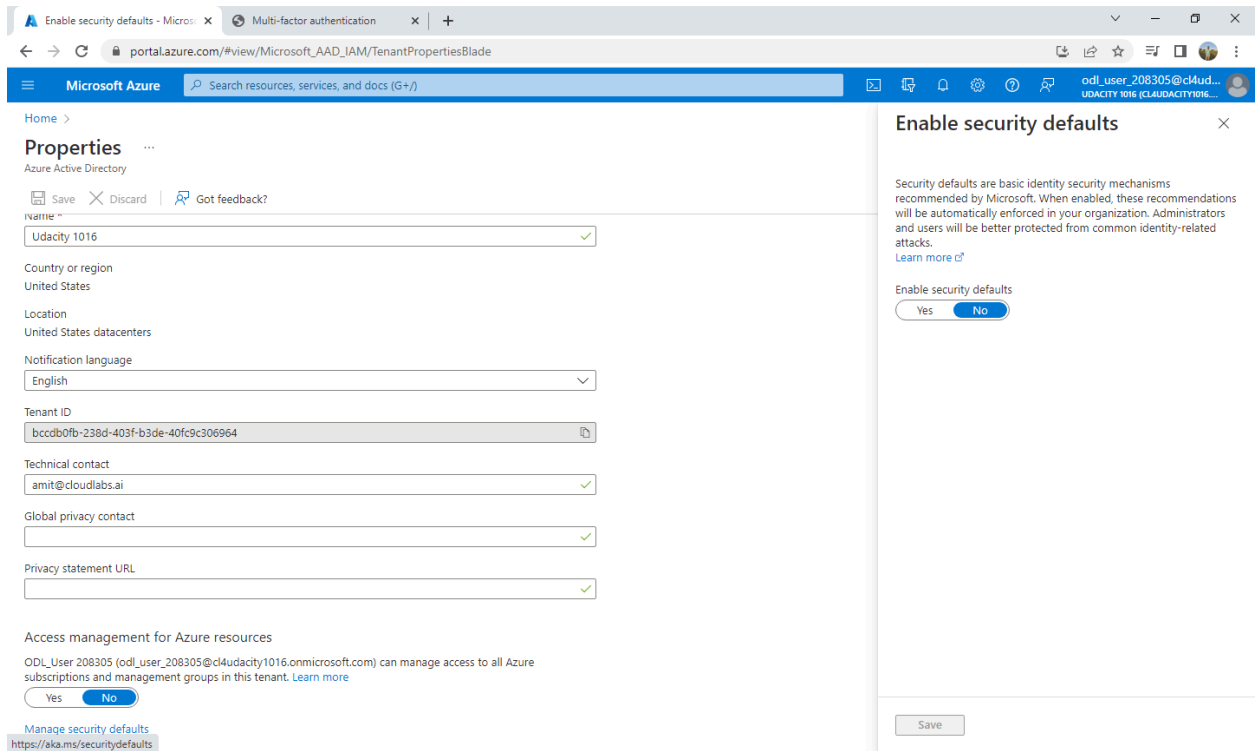 Enable security defaults - Micros
Multi-factor authentication
portal.azure.com/#view/Microsoft_AAD_IAM/TenantPropertiesBlade
Microsoft Azure
Search resources, services, and docs (G+/)
odl_user_208305@cl4ud...
UDACITY 1016 (CL4UDACITY1016....
Home >
Properties ...
Azure Active Directory
Save
Discard
Got feedback?
Name *
Udacity 1016
Country or region
United States
Location
United States datacenters
Notification language
English
Tenant ID
bccdb0fb-238d-403f-b3de-40fc9c306964
Technical contact
amit@cloudlabs.ai
Global privacy contact
Privacy statement URL
Access management for Azure resources
ODL_User 208305 (odl_user_208305@cl4udacity1016.onmicrosoft.com) can manage access to all Azure
subscriptions and management groups in this tenant. Learn more
Yes No
Manage security defaults
https://aka.ms/securitydefaults
Enable security defaults
Security defaults are basic identity security mechanisms
recommended by Microsoft. When enabled, these recommendations
will be automatically enforced in your organization. Administrators
and users will be better protected from common identity-related
attacks.
Learn more
Enable security defaults
Yes No
Save